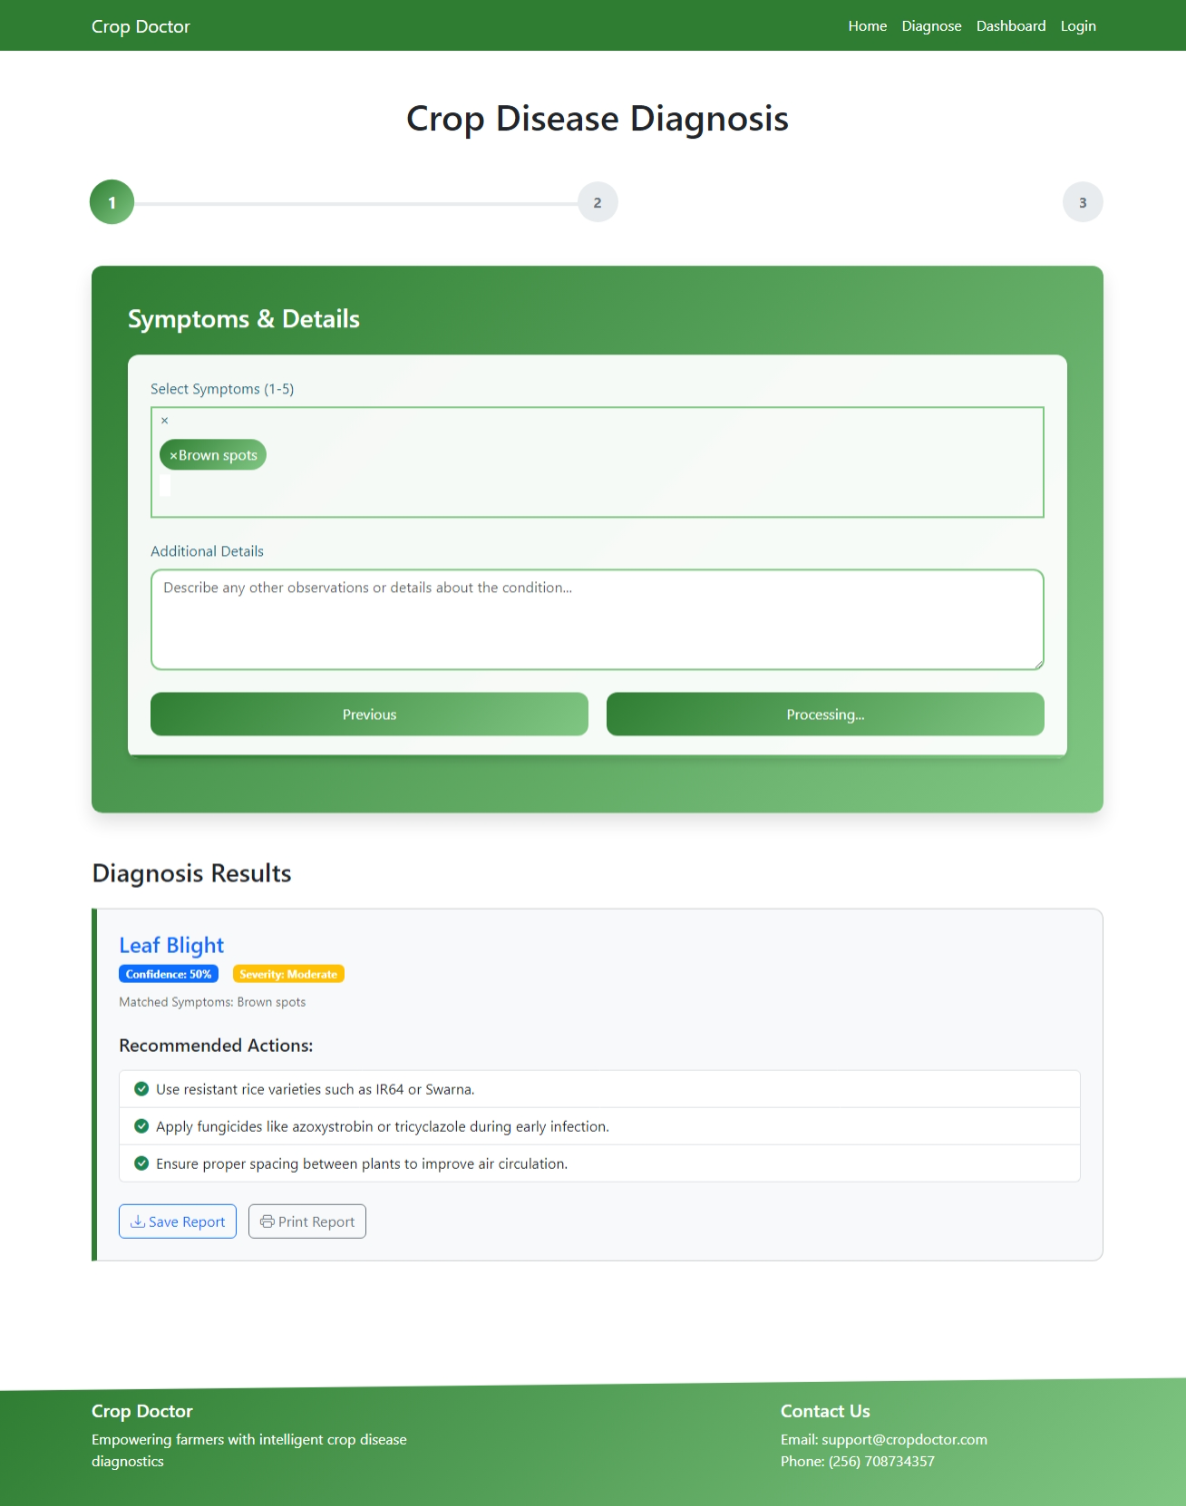 Crop Doctor
Home Diagnose Dashboard Login
Crop Disease Diagnosis
1 2 3
Symptoms & Details
Select Symptoms (1-5)
×
×Brown spots
Additional Details
Describe any other observations or details about the condition...
Previous Processing...
Diagnosis Results
Leaf Blight
Confidence: 50% Severity: Moderate
Matched Symptoms: Brown spots
Recommended Actions:
Use resistant rice varieties such as IR64 or Swarna.
Apply fungicides like azoxystrobin or tricyclazole during early infection.
Ensure proper spacing between plants to improve air circulation.
Save Report Print Report
Crop Doctor
Empowering farmers with intelligent crop disease
diagnostics
Contact Us
Email: support@cropdoctor.com
Phone: (256) 708734357